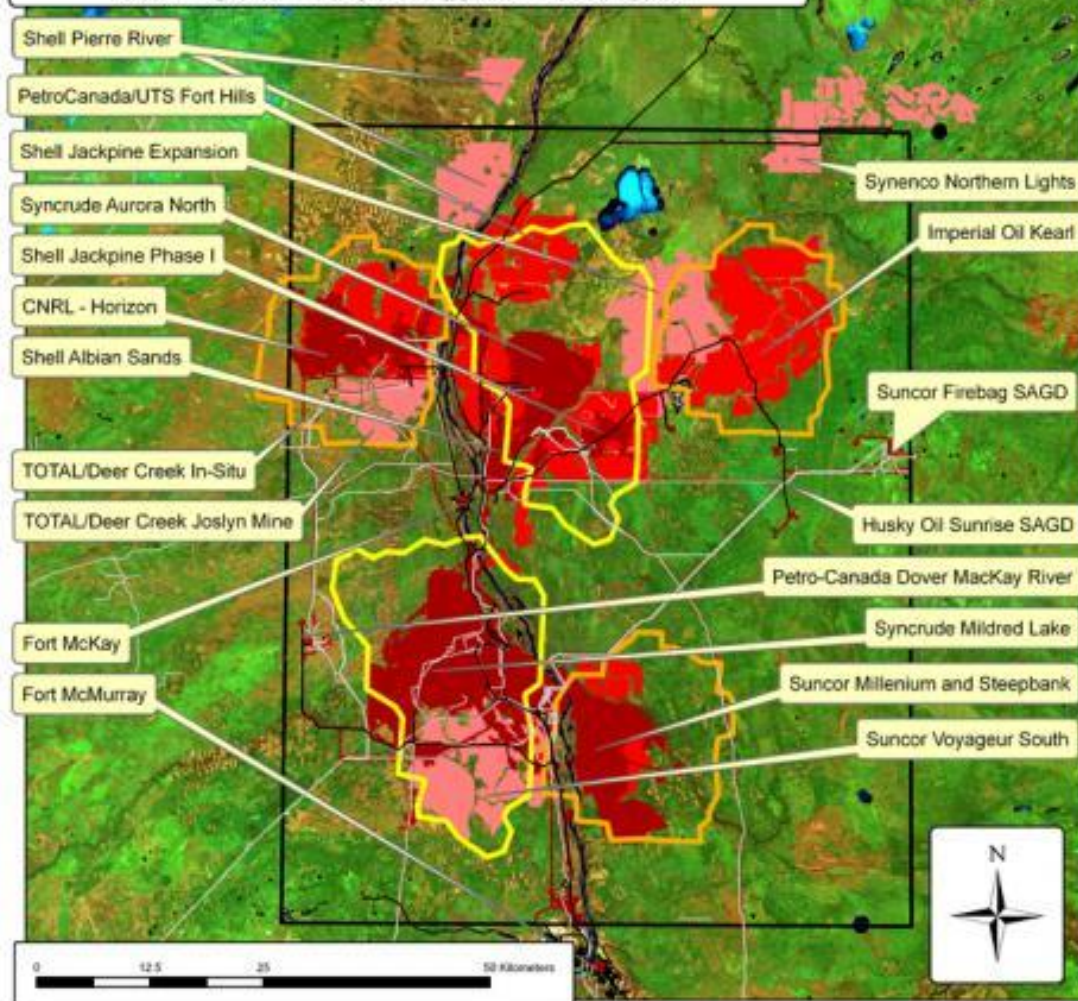 Shell Pierre River
PetroCanada/UTS Fort Hills
Shell Jackpine Expansion
Syncrude Aurora North
Shell Jackpine Phase I
CNRL - Horizon
Shell Albian Sands
TOTAL/Deer Creek In-Situ
TOTAL/Deer Creek Joslyn Mine
Fort McKay
Fort McMurray
Synenco Northern Lights
Imperial Oil Kearl
Suncor Firebag SAGD
Husky Oil Sunrise SAGD
Petro-Canada Dover MacKay River
Syncrude Mildred Lake
Suncor Millenium and Steepbank
Suncor Voyageur South
N
0 12.5 25 50 Kilometers